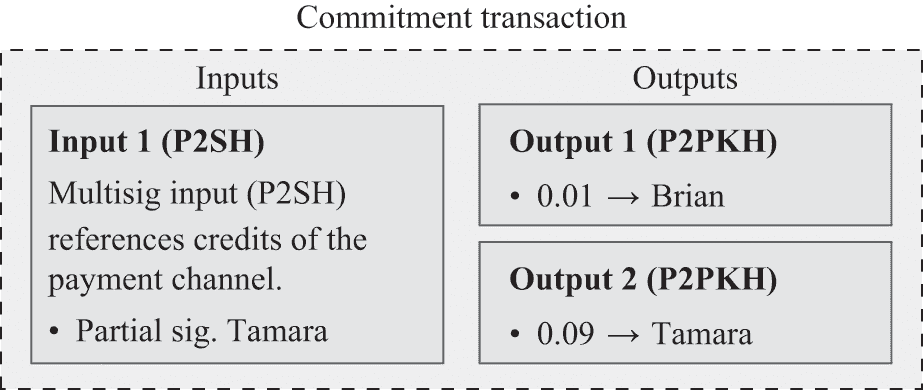 Commitment transaction
Inputs
Input 1 (P2SH)
Multisig input (P2SH)
references credits of the
payment channel.
• Partial sig. Tamara
Outputs
Output 1 (P2PKH)
• 0.01 → Brian
Output 2 (P2PKH)
• 0.09 → Tamara